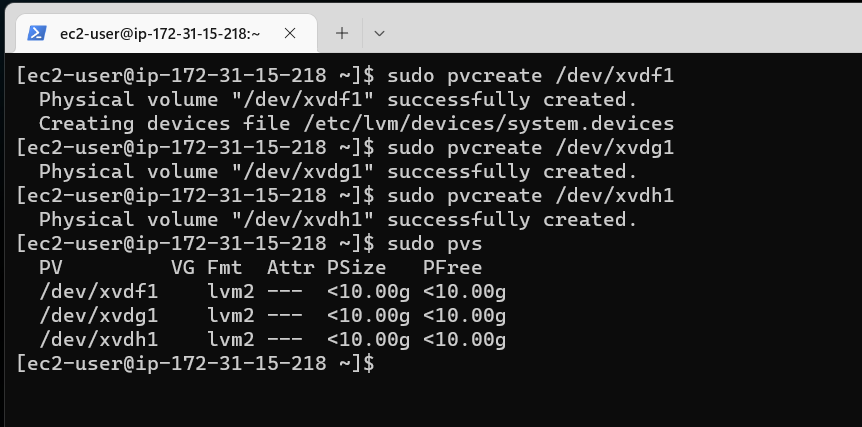 ec2-user@ip-172-31-15-218:~
[ec2-user@ip-172-31-15-218 ~]$ sudo pvcreate /dev/xvdf1
  Physical volume "/dev/xvdf1" successfully created.
  Creating devices file /etc/lvm/devices/system.devices
[ec2-user@ip-172-31-15-218 ~]$ sudo pvcreate /dev/xvdg1
  Physical volume "/dev/xvdg1" successfully created.
[ec2-user@ip-172-31-15-218 ~]$ sudo pvcreate /dev/xvdh1
  Physical volume "/dev/xvdh1" successfully created.
[ec2-user@ip-172-31-15-218 ~]$ sudo pvs
  PV         VG Fmt  Attr PSize   PFree
  /dev/xvdf1    lvm2 ---  <10.00g <10.00g
  /dev/xvdg1    lvm2 ---  <10.00g <10.00g
  /dev/xvdh1    lvm2 ---  <10.00g <10.00g
[ec2-user@ip-172-31-15-218 ~]$